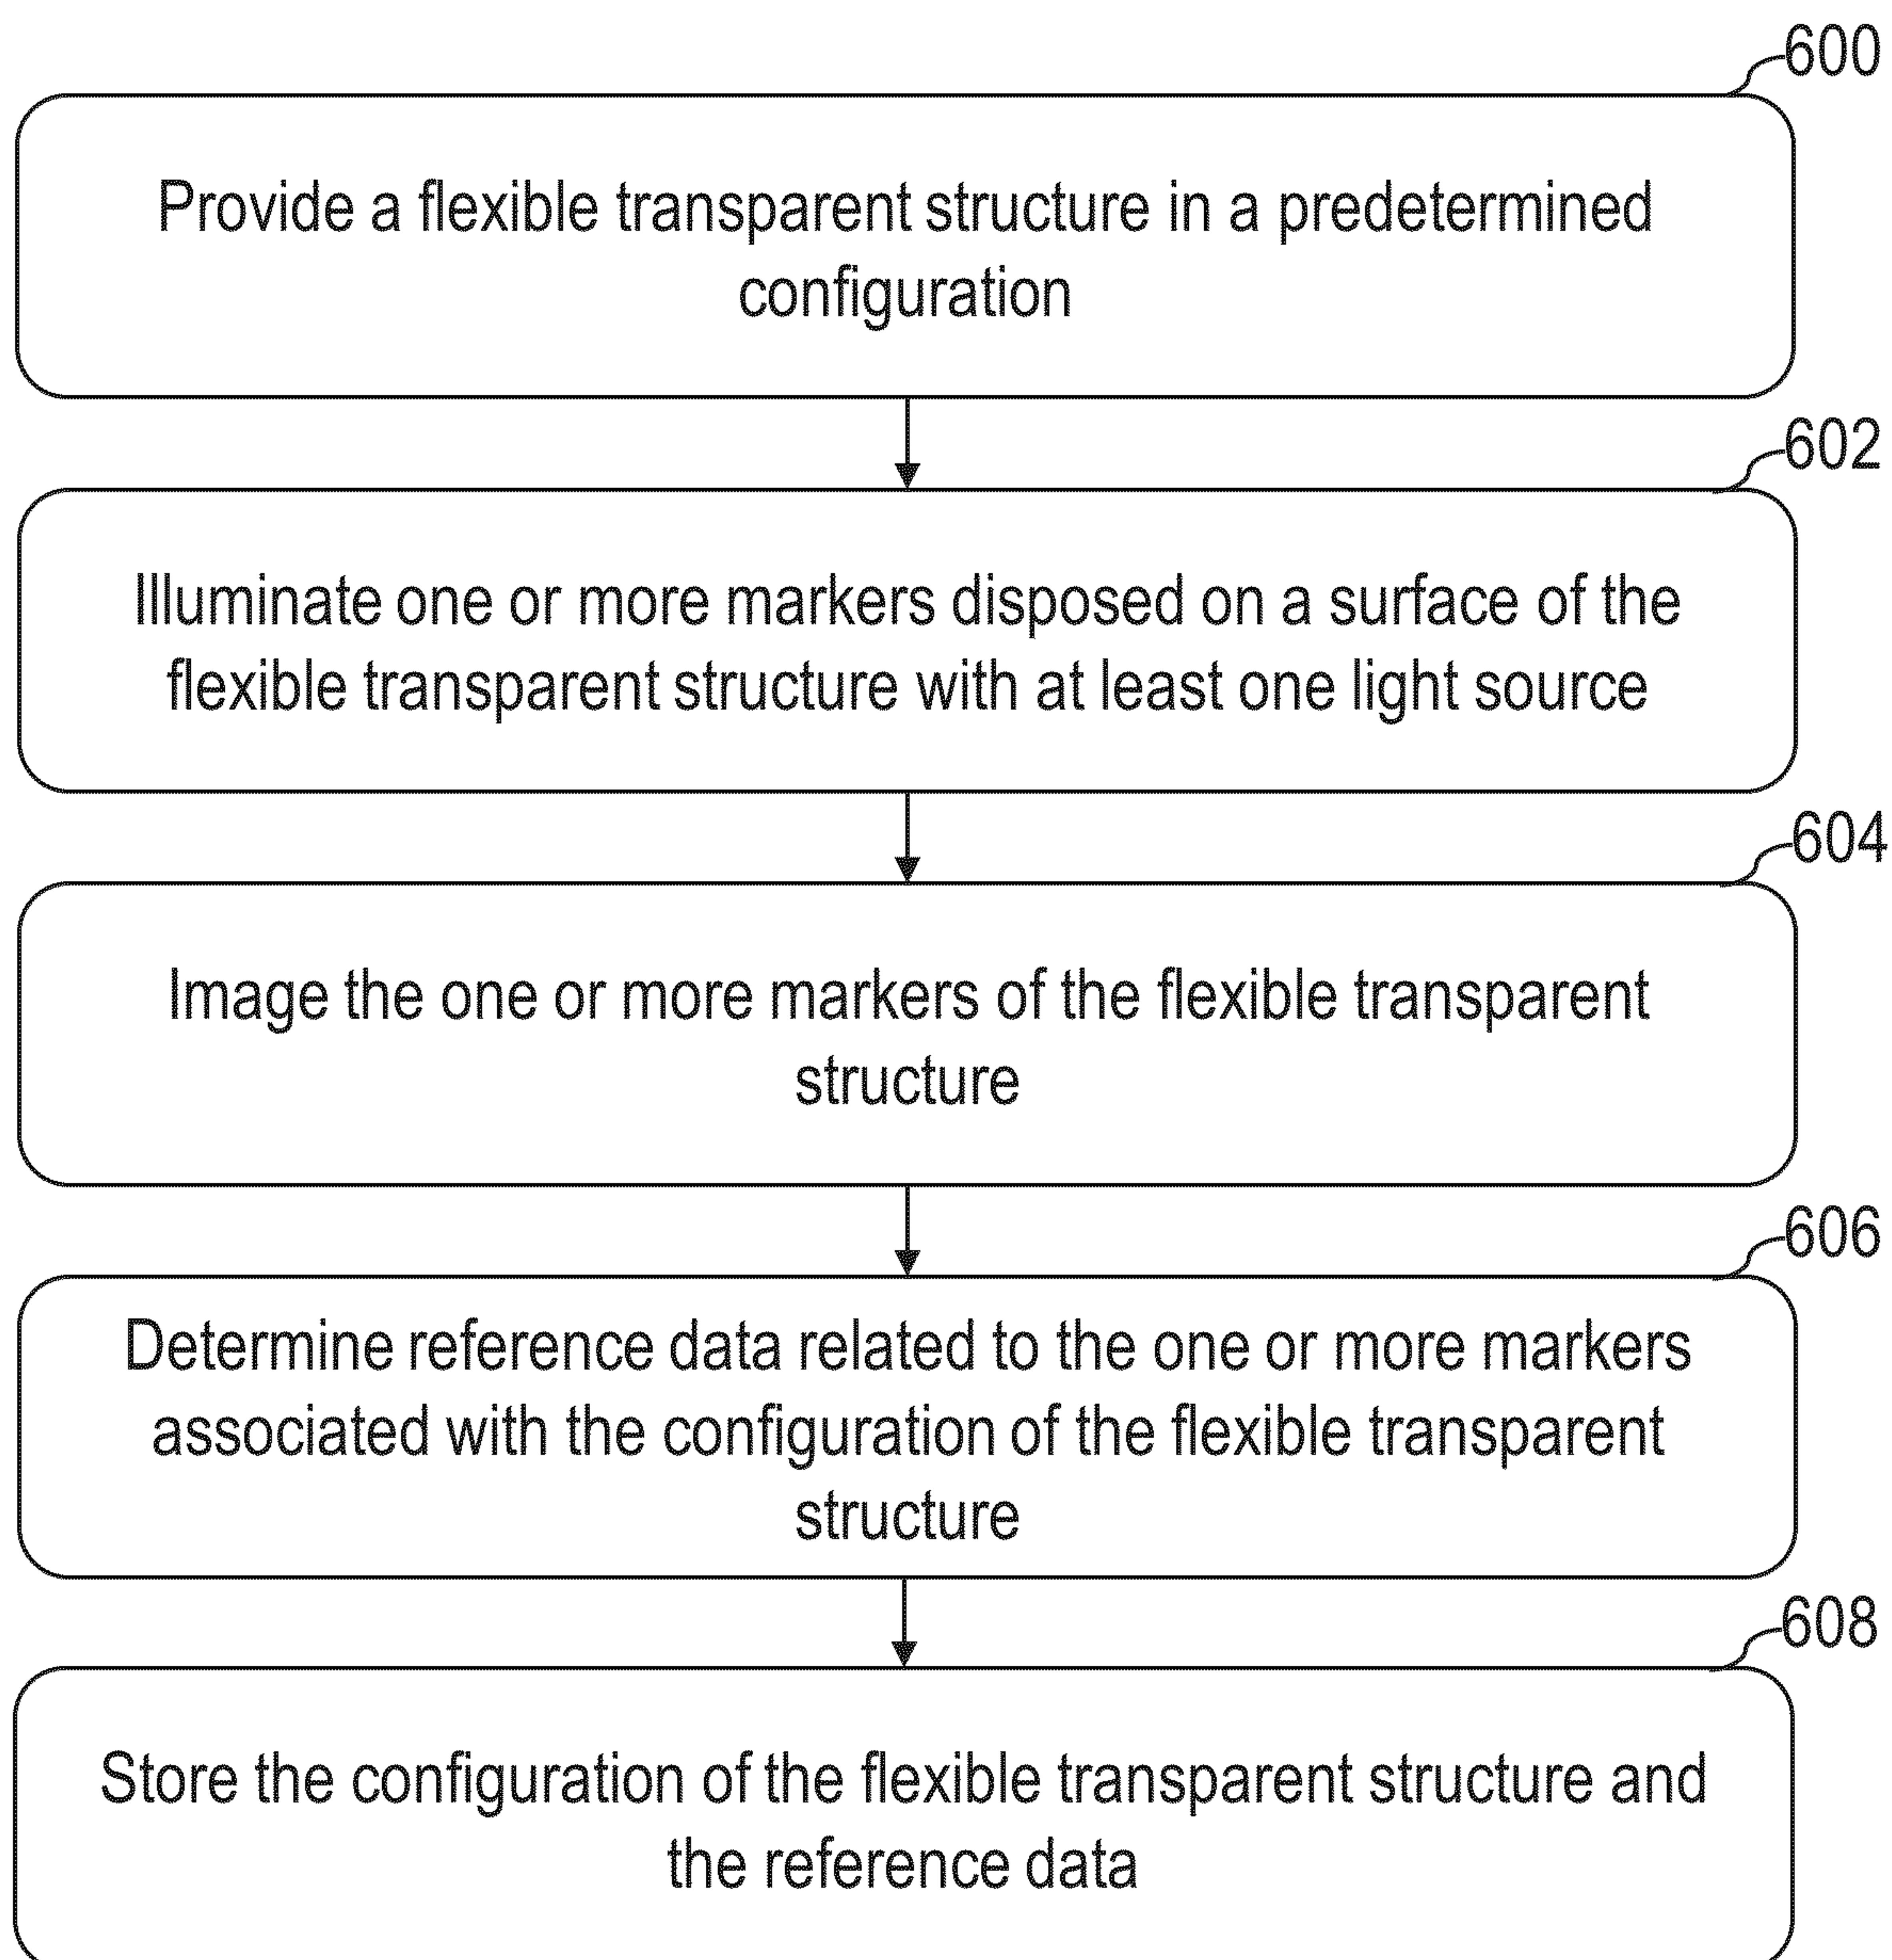 600
Provide a flexible transparent structure in a predetermined
configuration
602
Illuminate one or more markers disposed on a surface of the
flexible transparent structure with at least one light source
604
Image the one or more markers of the flexible transparent
structure
606
Determine reference data related to the one or more markers
associated with the configuration of the flexible transparent
structure
608
Store the configuration of the flexible transparent structure and
the reference data